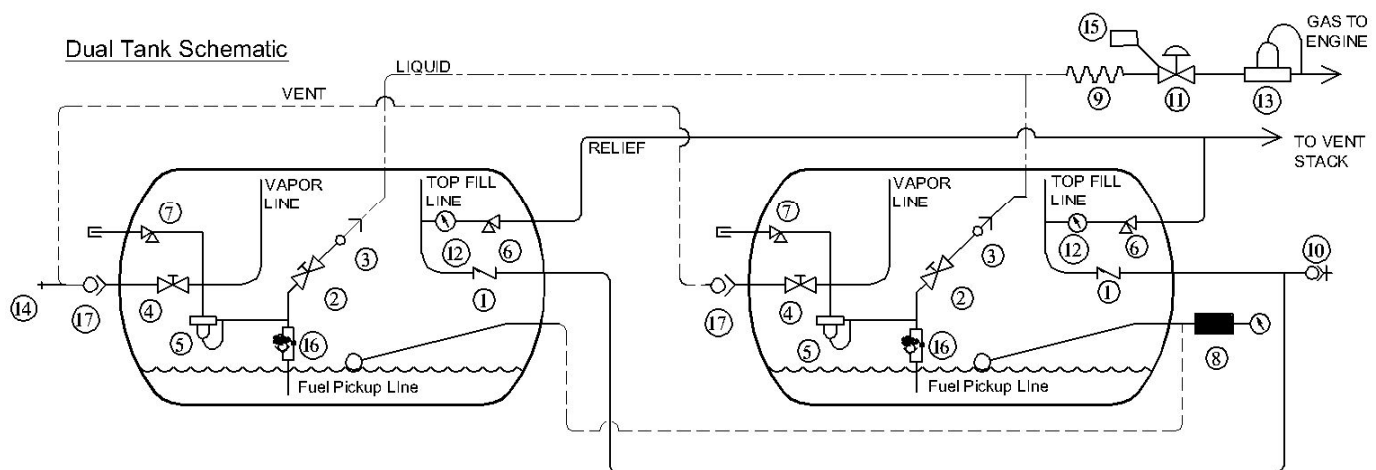 Dual Tank Schematic
15
GAS TO
ENGINE
LIQUID
VENT
9
11
13
RELIEF
TO VENT
STACK
VAPOR
LINE
TOP FILL
LINE
VAPOR
LINE
TOP FILL
LINE
7
3
12
6
7
3
12
6
10
14
17
4
2
1
17
4
2
1
5
16
5
16
8
Fuel Pickup Line
Fuel Pickup Line